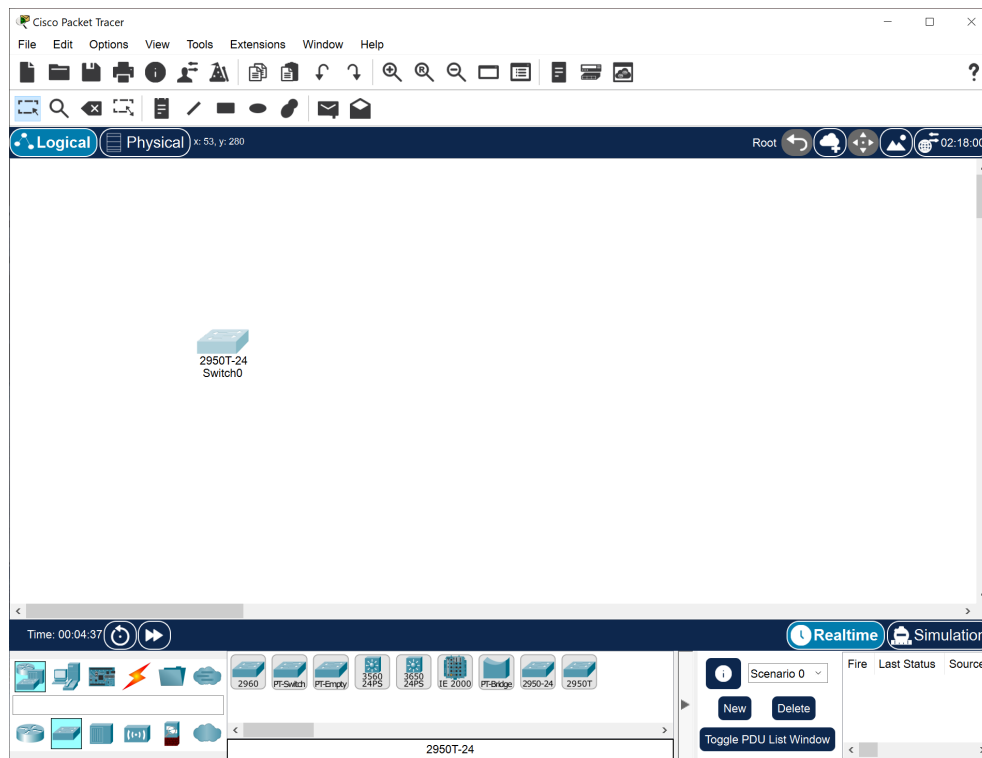 Cisco Packet Tracer
File Edit Options View Tools Extensions Window Help
Logical Physical x: 53, y: 280 Root 02:18:00
2950T-24
Switch0
Time: 00:04:37 Realtime Simulation
Scenario 0
Fire Last Status Source
2960 PT-Switch PT-Empty 3560 24PS 3650 24PS IE 2000 PT-Bridge 2950-24 2950T
New Delete
Toggle PDU List Window
2950T-24